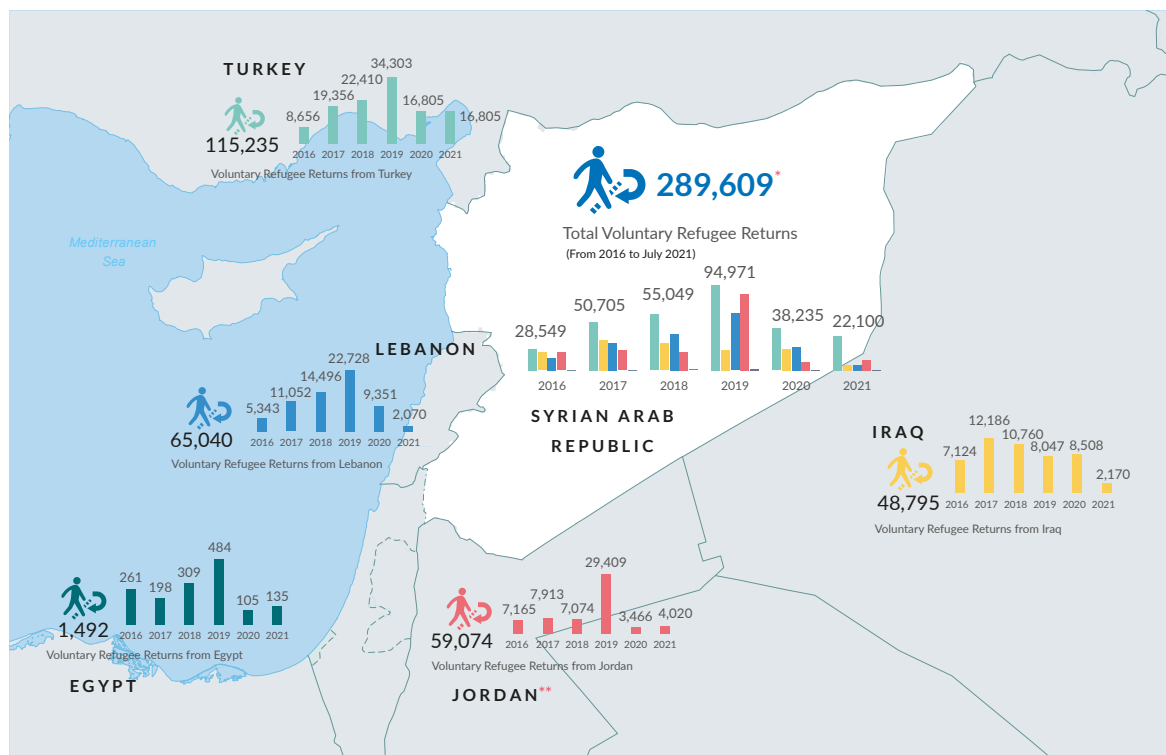 TURKEY
34,303
22,410
19,356
16,805
8,656
16,805
115,235
2016 2017 2018 2019 2020 2021
Voluntary Refugee Returns from Turkey
289,609*
Total Voluntary Refugee Returns
(From 2016 to July 2021)
Mediterranean
Sea
94,971
55,049
50,705
38,235
22,100
28,549
2016 2017 2018 2019 2020 2021
SYRIAN ARAB
REPUBLIC
LEBANON
22,728
14,496
11,052
9,351
5,343
2,070
65,040
2016 2017 2018 2019 2020 2021
Voluntary Refugee Returns from Lebanon
IRAQ
12,186
10,760
7,124
8,047
8,508
2,170
48,795
2016 2017 2018 2019 2020 2021
Voluntary Refugee Returns from Iraq
484
309
261
198
105
135
1,492
2016 2017 2018 2019 2020 2021
Voluntary Refugee Returns from Egypt
EGYPT
29,409
7,913
7,165
7,074
3,466
4,020
59,074
2016 2017 2018 2019 2020 2021
Voluntary Refugee Returns from Jordan
JORDAN**